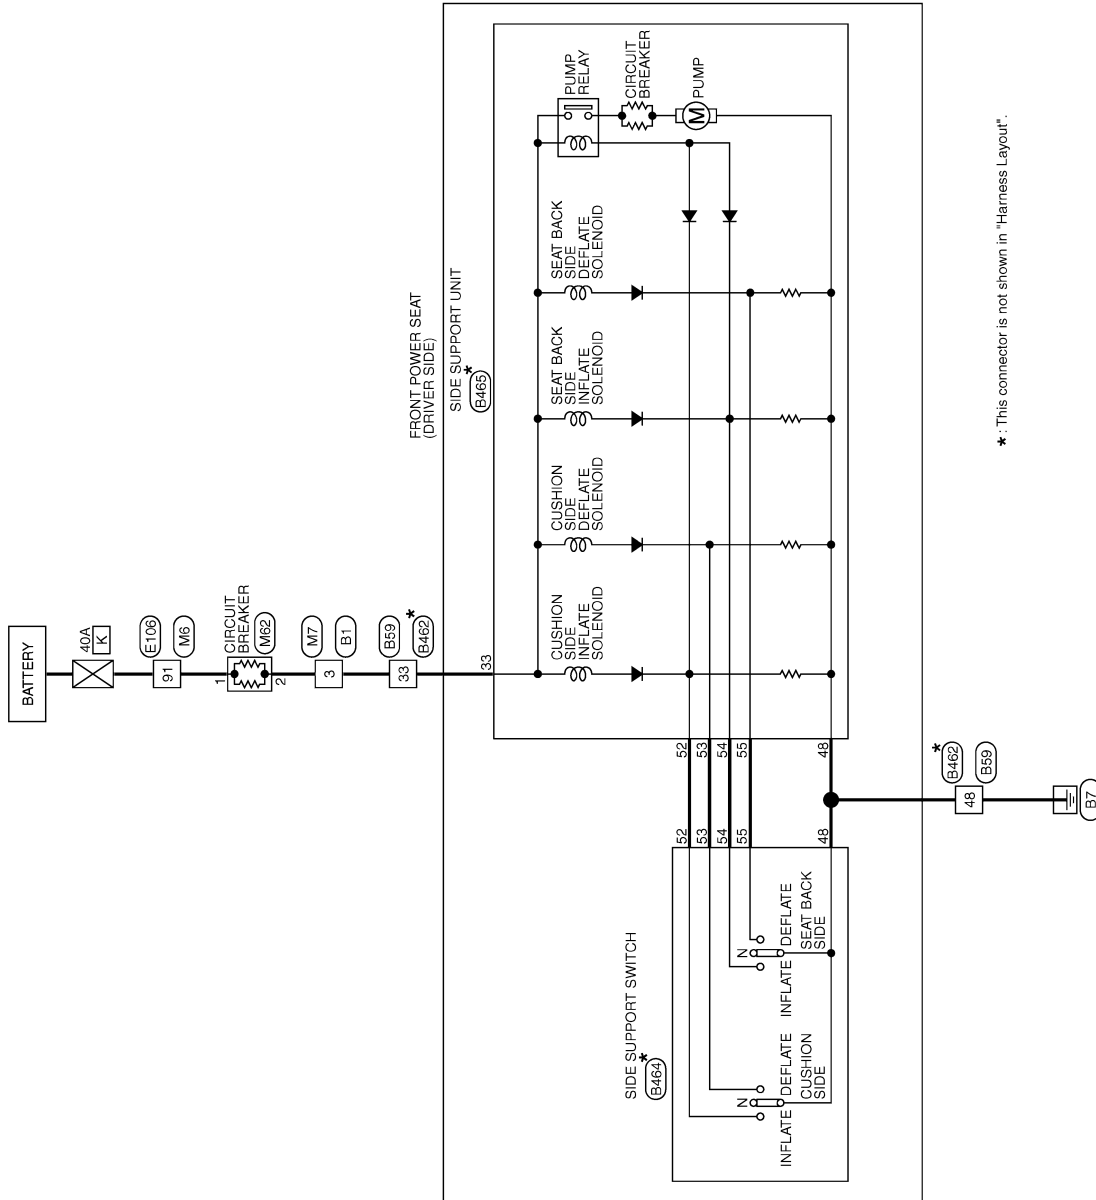 BATTERY
40A
K
91
E106
M6
1
CIRCUIT
BREAKER
M62
2
3
M7
B1
33
B59
B462
*
33
FRONT POWER SEAT
(DRIVER SIDE)
SIDE SUPPORT UNIT
*
B465
CUSHION
SIDE
INFLATE
SOLENOID
CUSHION
SIDE
DEFLATE
SOLENOID
SEAT BACK
SIDE
INFLATE
SOLENOID
SEAT BACK
SIDE
DEFLATE
SOLENOID
PUMP
RELAY
CIRCUIT
BREAKER
M
PUMP
52
53
54
55
48
52
53
54
55
48
SIDE SUPPORT SWITCH
*
B464
N
INFLATE
DEFLATE
CUSHION
SIDE
N
INFLATE
DEFLATE
SEAT BACK
SIDE
48
*
B462
B59
B7
* : This connector is not shown in "Harness Layout".